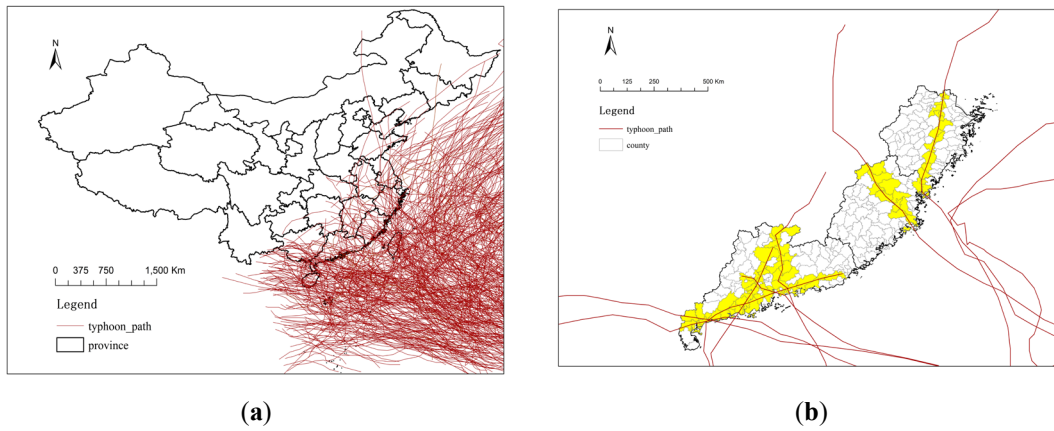 N
0 375 750 1,500 Km
Legend
typhoon_path
province
(a)
N
0 125 250 500 Km
Legend
typhoon_path
county
(b)